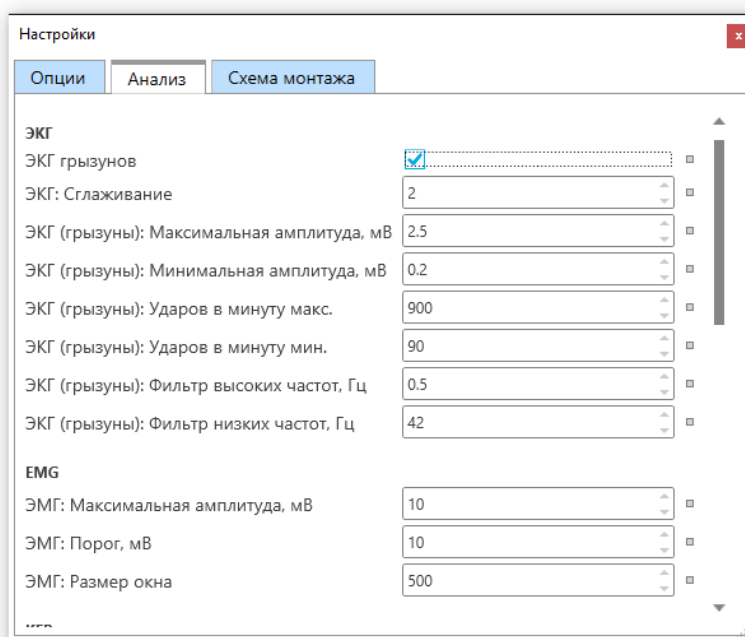 Настройки
x
Опции Анализ Схема монтажа
ЭКГ
ЭКГ грызунов
ЭКГ: Сглаживание 2
ЭКГ (грызуны): Максимальная амплитуда, мВ 2.5
ЭКГ (грызуны): Минимальная амплитуда, мВ 0.2
ЭКГ (грызуны): Ударов в минуту макс. 900
ЭКГ (грызуны): Ударов в минуту мин. 90
ЭКГ (грызуны): Фильтр высоких частот, Гц 0.5
ЭКГ (грызуны): Фильтр низких частот, Гц 42
EMG
ЭМГ: Максимальная амплитуда, мВ 10
ЭМГ: Порог, мВ 10
ЭМГ: Размер окна 500